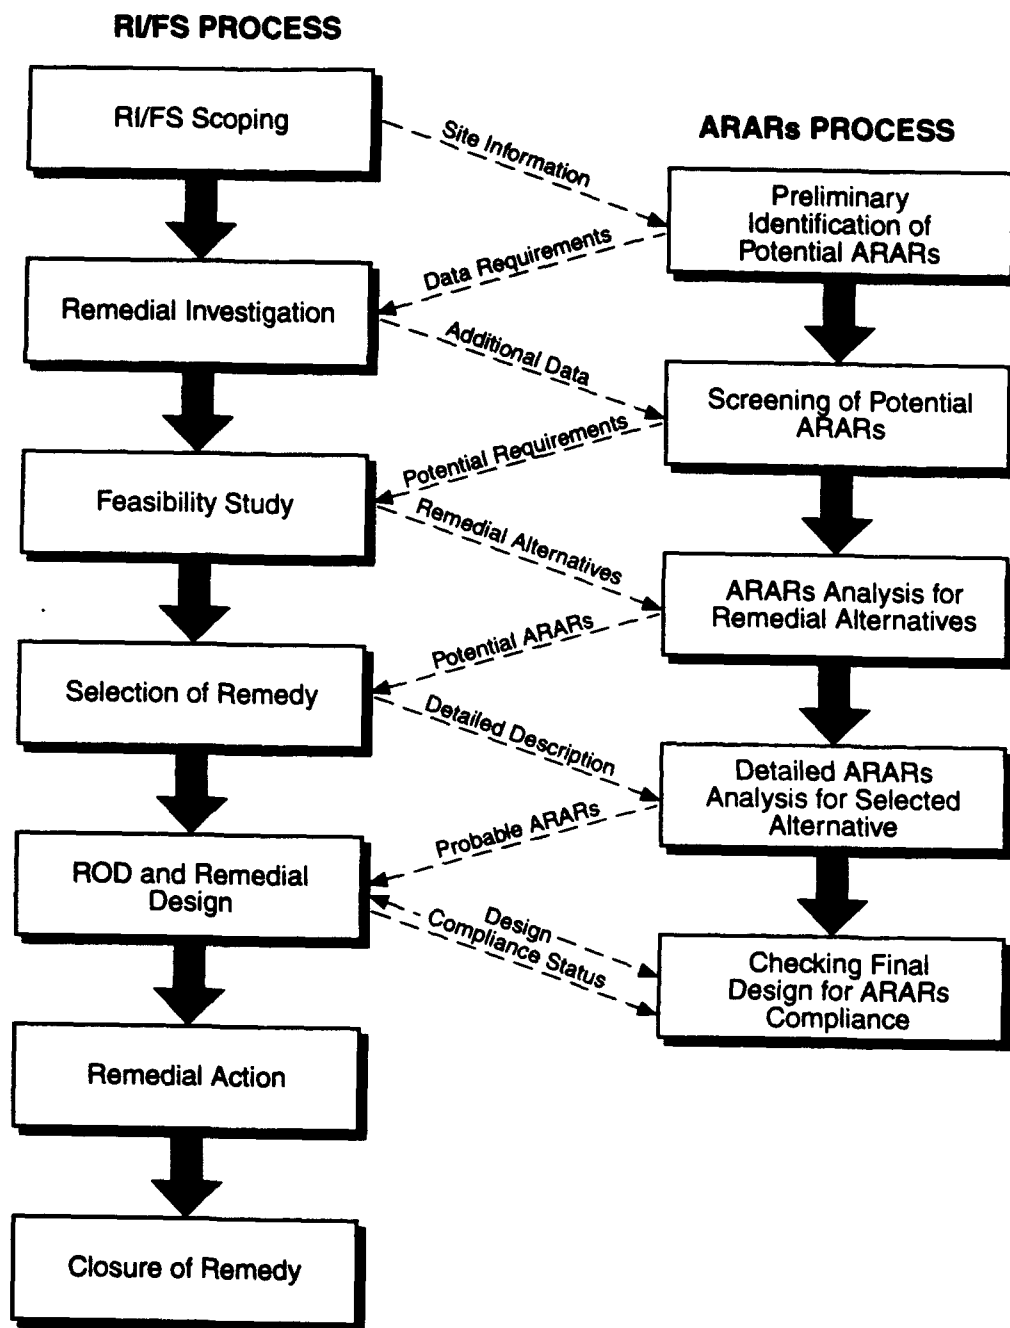 RI/FS PROCESS
RI/FS Scoping
Site Information
ARARs PROCESS
Preliminary
Identification of
Potential ARARs
Data Requirements
Remedial Investigation
Additional Data
Screening of Potential
ARARs
Potential Requirements
Feasibility Study
Remedial Alternatives
ARARs Analysis for
Remedial Alternatives
Potential ARARs
Selection of Remedy
Detailed Description
Detailed ARARs
Analysis for Selected
Alternative
Probable ARARs
ROD and Remedial
Design
Design
Compliance Status
Checking Final
Design for ARARs
Compliance
Remedial Action
Closure of Remedy